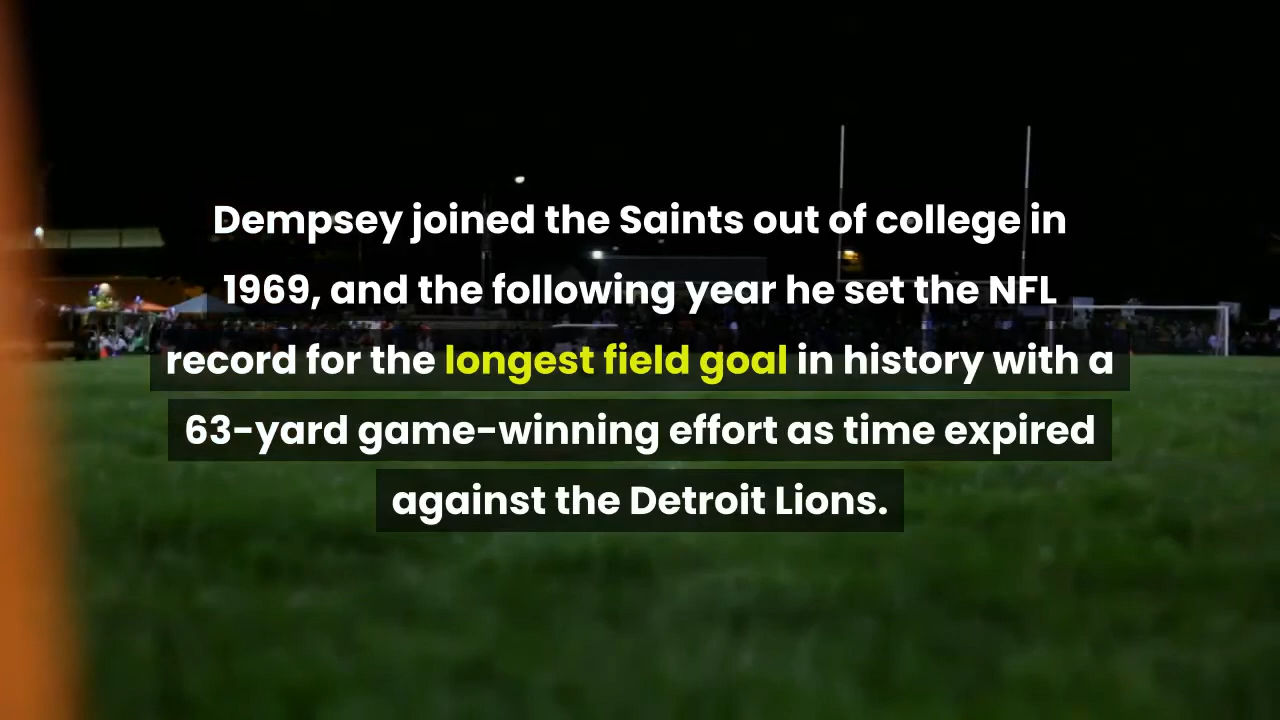 Dempsey joined the Saints out of college in
1969, and the following year he set the NFL
record for the longest field goal in history with a
63-yard game-winning effort as time expired
against the Detroit Lions.